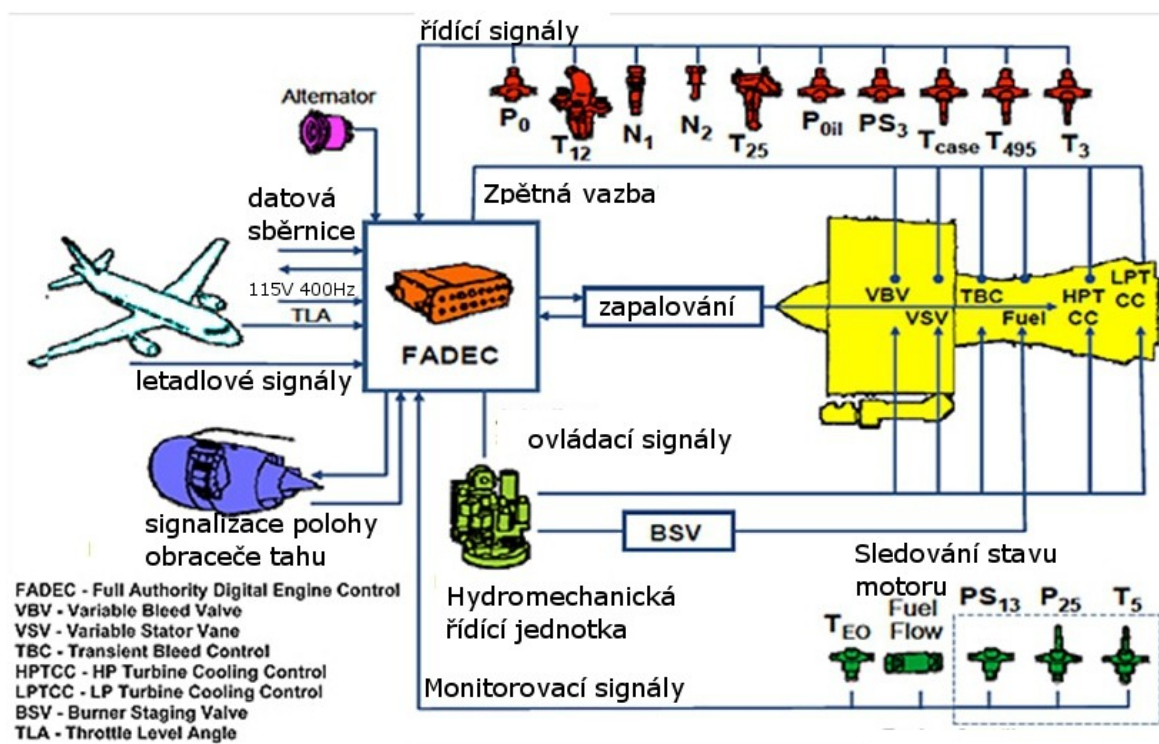 řídící signály
Alternator
P0
T12
N1
N2
T25
P0il
PS3
Tcase
T495
T3
Zpětná vazba
datová
sběrnice
115V 400Hz
TLA
letadlové signály
FADEC
zapalování
VBV
VSV
TBC
Fuel
HPT
CC
LPT
CC
ovládací signály
signalizace polohy
obraceče tahu
BSV
Hydromechanická
řídící jednotka
Sledování stavu
motoru
TEO
Fuel
Flow
PS13
P25
T5
Monitorovací signály
FADEC - Full Authority Digital Engine Control
VBV - Variable Bleed Valve
VSV - Variable Stator Vane
TBC - Transient Bleed Control
HPTCC - HP Turbine Cooling Control
LPTCC - LP Turbine Cooling Control
BSV - Burner Staging Valve
TLA - Throttle Level Angle